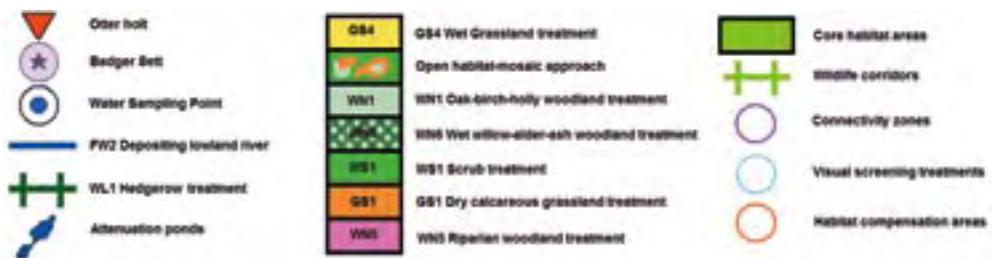 Otter holt
Badger Sett
Water Sampling Point
FW2 Depositing lowland river
WL1 Hedgerow treatment
Attenuation ponds
GS4 GS4 Wet Grassland treatment
Open habitat-mosaic approach
WN1 WN1 Oak-birch-holly woodland treatment
WN6 Wet willow-alder-ash woodland treatment
WS1 WS1 Scrub treatment
GS1 GS1 Dry calcareous grassland treatment
WN5 WN5 Riparian woodland treatment
Core habitat areas
Wildlife corridors
Connectivity zones
Visual screening treatments
Habitat compensation areas